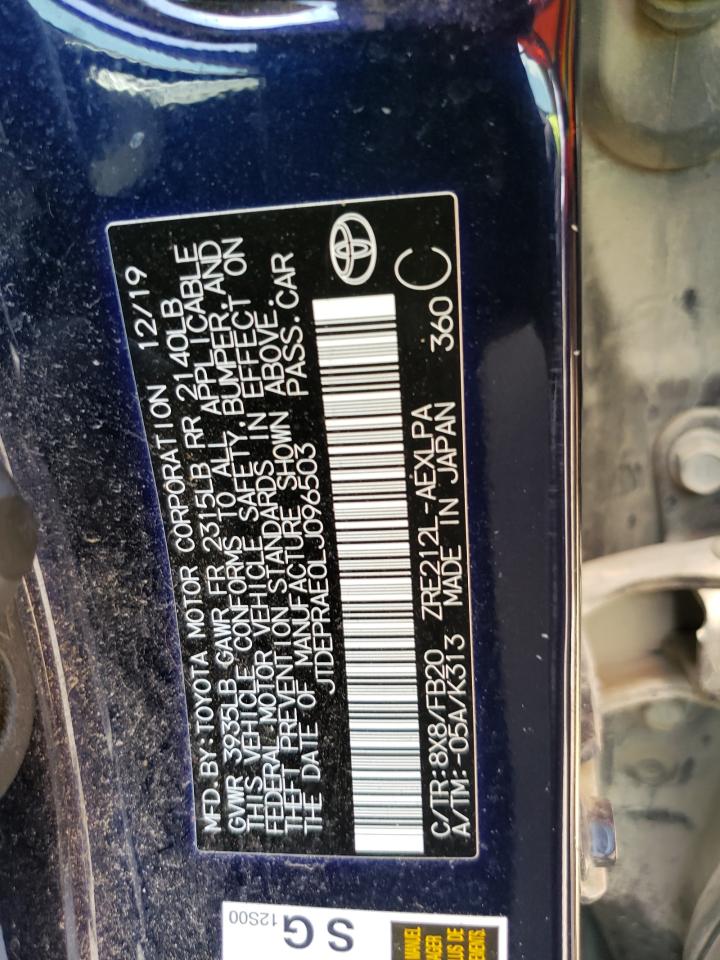 MFD.BY:TOYOTA MOTOR CORPORATION 12/19
GVWR 3935LB GAWR FR 2315LB RR 2140LB
THIS VEHICLE CONFORMS TO ALL APPLICABLE
FEDERAL MOTOR VEHICLE SAFETY,BUMPER,AND
THEFT PREVENTION STANDARDS IN EFFECT ON
THE DATE OF MANUFACTURE SHOWN ABOVE.
JTDEPRAE0LJ096503 PASS.CAR
C/TR:8X8/FB20 ZRE212L-AEXLPA 360
A/TM:-05A/K313 MADE IN JAPAN
C
12S00
SG
MANUEL